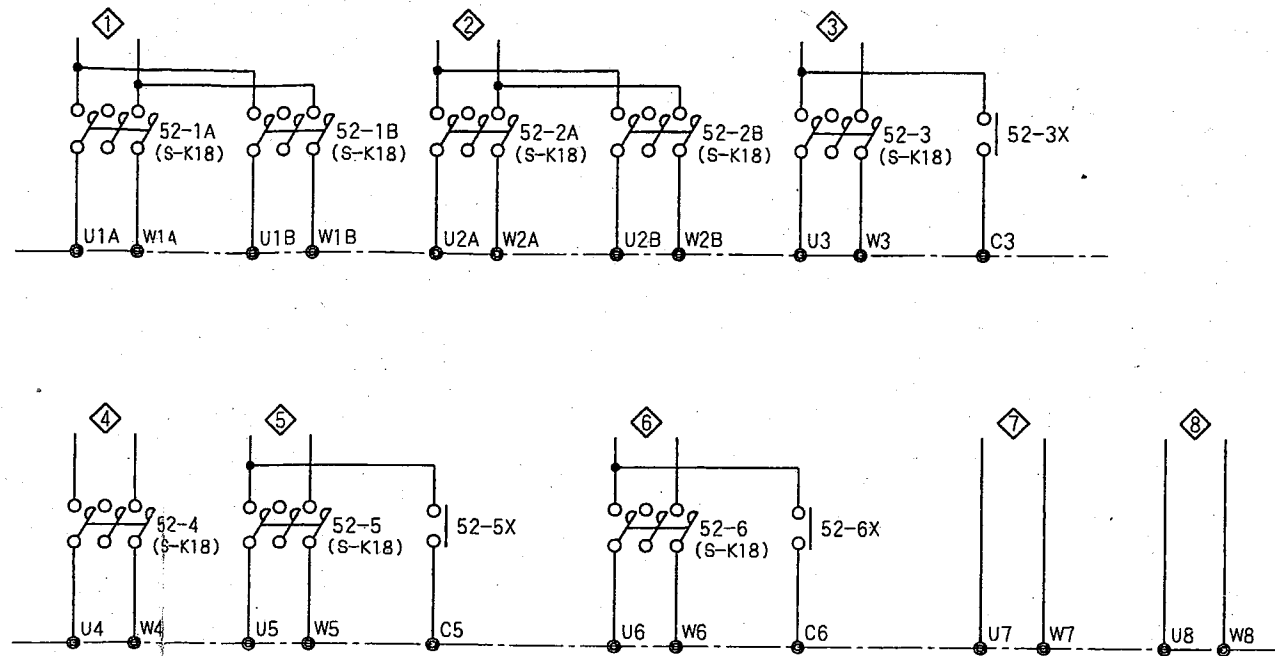 1
2
3
52-1A
(S-K18)
52-1B
(S-K18)
52-2A
(S-K18)
52-2B
(S-K18)
52-3
(S-K18)
52-3X
U1A
W1A
U1B
W1B
U2A
W2A
U2B
W2B
U3
W3
C3
4
5
6
7
8
52-4
(S-K18)
52-5
(S-K18)
52-5X
52-6
(S-K18)
52-6X
U4
W4
U5
W5
C5
U6
W6
C6
U7
W7
U8
W8